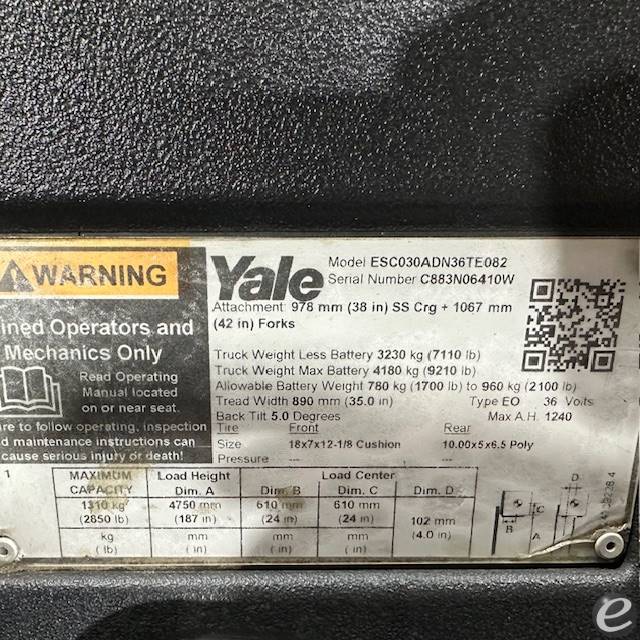 WARNING
ined Operators and
Mechanics Only
Read Operating
Manual located
on or near seat.
re to follow operating, inspection
d maintenance instructions can
cause serious injury or death!
Yale
Model ESC030ADN36TE082
Serial Number C883N06410W
Attachment 978 mm (38 in) SS Crg + 1067 mm
(42 in) Forks
Truck Weight Less Battery 3230 kg (7110 lb)
Truck Weight Max Battery 4180 kg (9210 lb)
Allowable Battery Weight 780 kg (1700 lb) to 960 kg (2100 lb)
Tread Width 890 mm (35.0 in) Type EO 36 Volts
Back Tilt 5.0 Degrees Max A.H. 1240
Tire Front Rear
Size 18x7x12-1/8 Cushion 10.00x5x6.5 Poly
Pressure --- ---
1
MAXIMUM CAPACITY Load Height Load Center
Dim. A Dim. B Dim. C Dim. D
1310 kg 4750 mm 610 mm 610 mm 102 mm
(2850 lb) (187 in) (24 in) (24 in) (4.0 in)
kg mm mm mm mm
( lb) ( in) ( in) ( in) ( in)
D
C
B
A
e